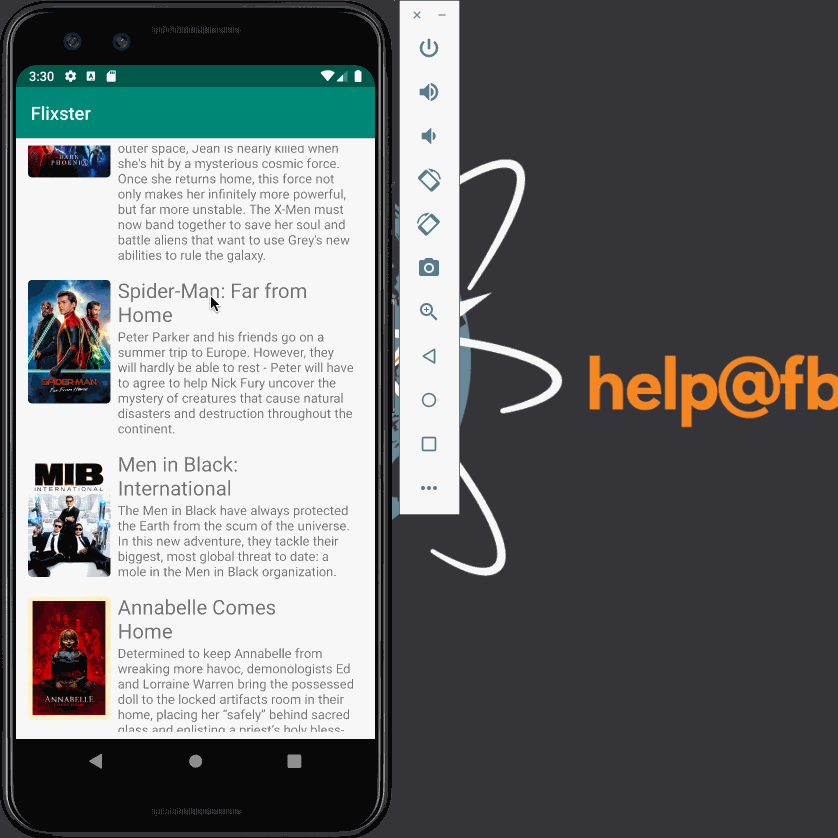 3:30
Flixster
DARK
PHOENIX
outer space, Jean is nearly killed when
she's hit by a mysterious cosmic force.
Once she returns home, this force not
only makes her infinitely more powerful,
but far more unstable. The X-Men must
now band together to save her soul and
battle aliens that want to use Grey's new
abilities to rule the galaxy.
SPIDER-MAN
Far From Home
Spider-Man: Far from
Home
Peter Parker and his friends go on a
summer trip to Europe. However, they
will hardly be able to rest - Peter will have
to agree to help Nick Fury uncover the
mystery of creatures that cause natural
disasters and destruction throughout the
continent.
MIB
INTERNATIONAL
Men in Black:
International
The Men in Black have always protected
the Earth from the scum of the universe.
In this new adventure, they tackle their
biggest, most global threat to date: a
mole in the Men in Black organization.
ANNABELLE
Annabelle Comes
Home
Determined to keep Annabelle from
wreaking more havoc, demonologists Ed
and Lorraine Warren bring the possessed
doll to the locked artifacts room in their
home, placing her “safely” behind sacred
glass and enlisting a priest’s holy bless-
help@fb